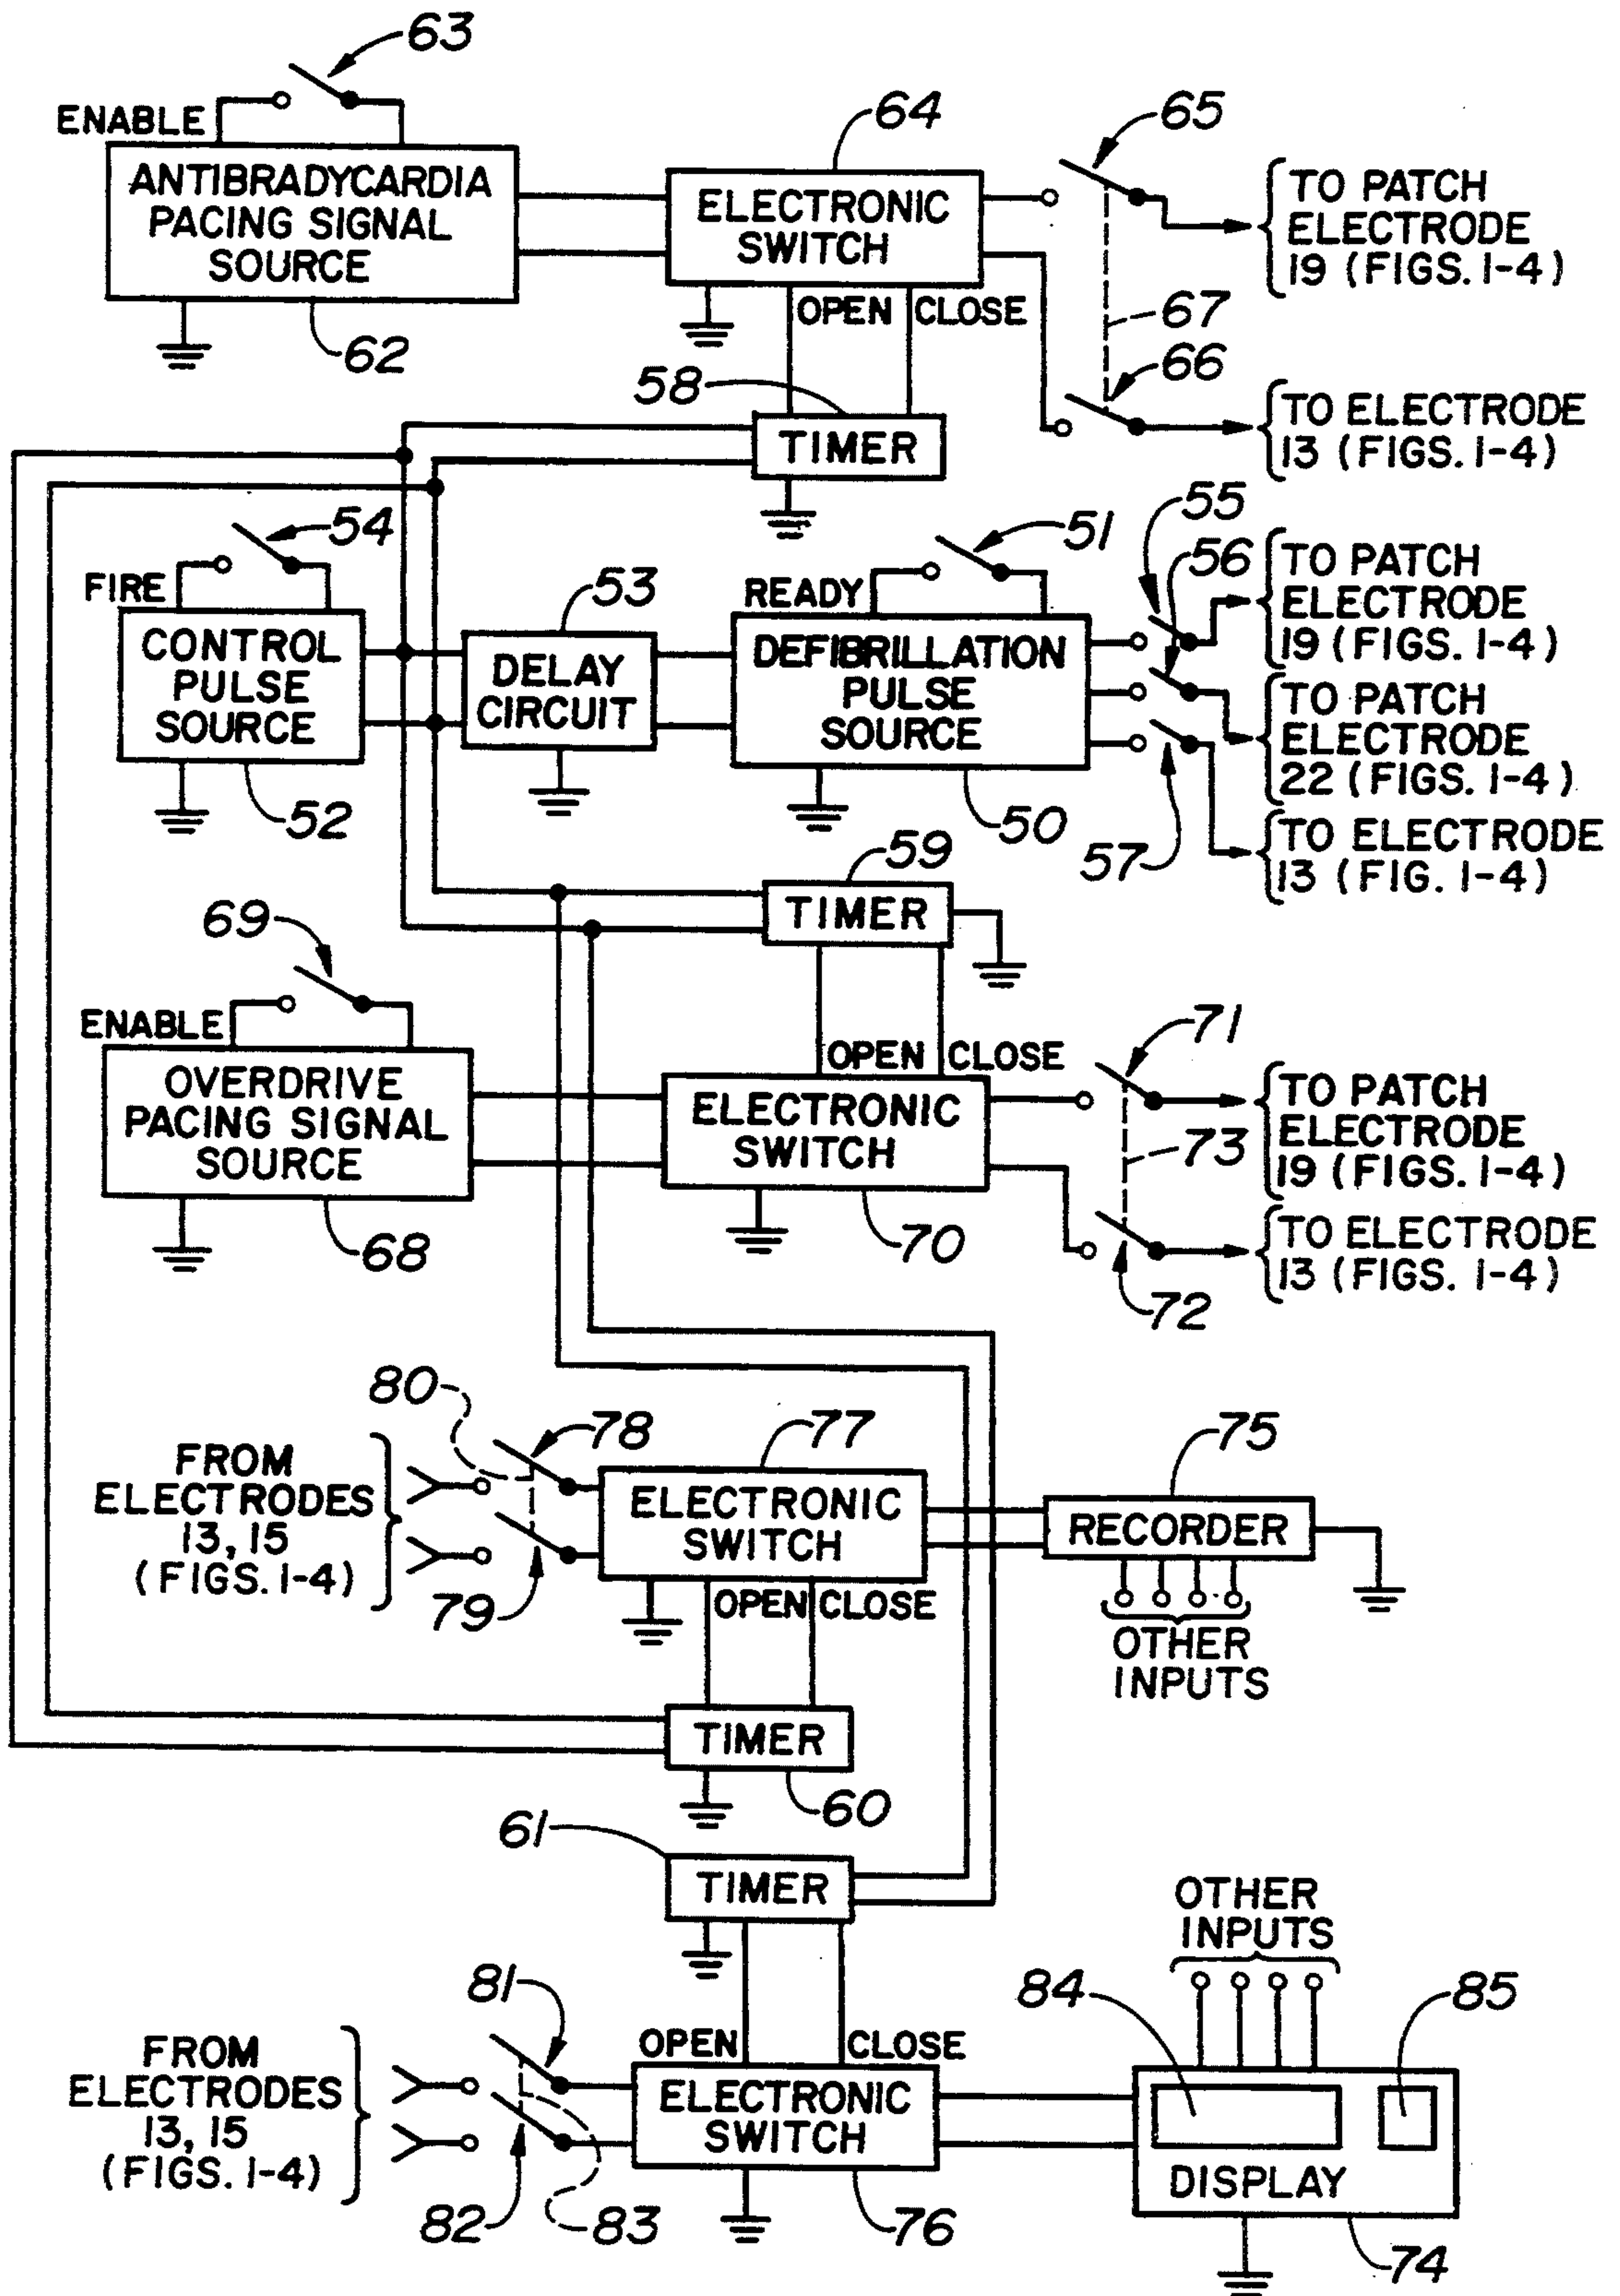 63
ENABLE
ANTIBRADYCARDIA
PACING SIGNAL
SOURCE
62
64
ELECTRONIC
SWITCH
OPEN CLOSE
65
TO PATCH
ELECTRODE
19 (FIGS. 1-4)
67
66
TO ELECTRODE
13 (FIGS. 1-4)
58
TIMER
54
FIRE
CONTROL
PULSE
SOURCE
52
53
DELAY
CIRCUIT
51
READY
DEFIBRILLATION
PULSE
SOURCE
50
55
56
57
TO PATCH
ELECTRODE
19 (FIGS. 1-4)
TO PATCH
ELECTRODE
22 (FIGS. 1-4)
TO ELECTRODE
13 (FIG. 1-4)
59
TIMER
69
ENABLE
OVERDRIVE
PACING SIGNAL
SOURCE
68
OPEN CLOSE
ELECTRONIC
SWITCH
70
71
73
72
TO PATCH
ELECTRODE
19 (FIGS. 1-4)
TO ELECTRODE
13 (FIGS. 1-4)
80
78
77
75
FROM
ELECTRODES
13, 15
(FIGS. 1-4)
79
ELECTRONIC
SWITCH
OPEN CLOSE
RECORDER
OTHER
INPUTS
TIMER
60
61
TIMER
OTHER
INPUTS
81
84
85
OPEN CLOSE
FROM
ELECTRODES
13, 15
(FIGS. 1-4)
ELECTRONIC
SWITCH
DISPLAY
82
83
76
74